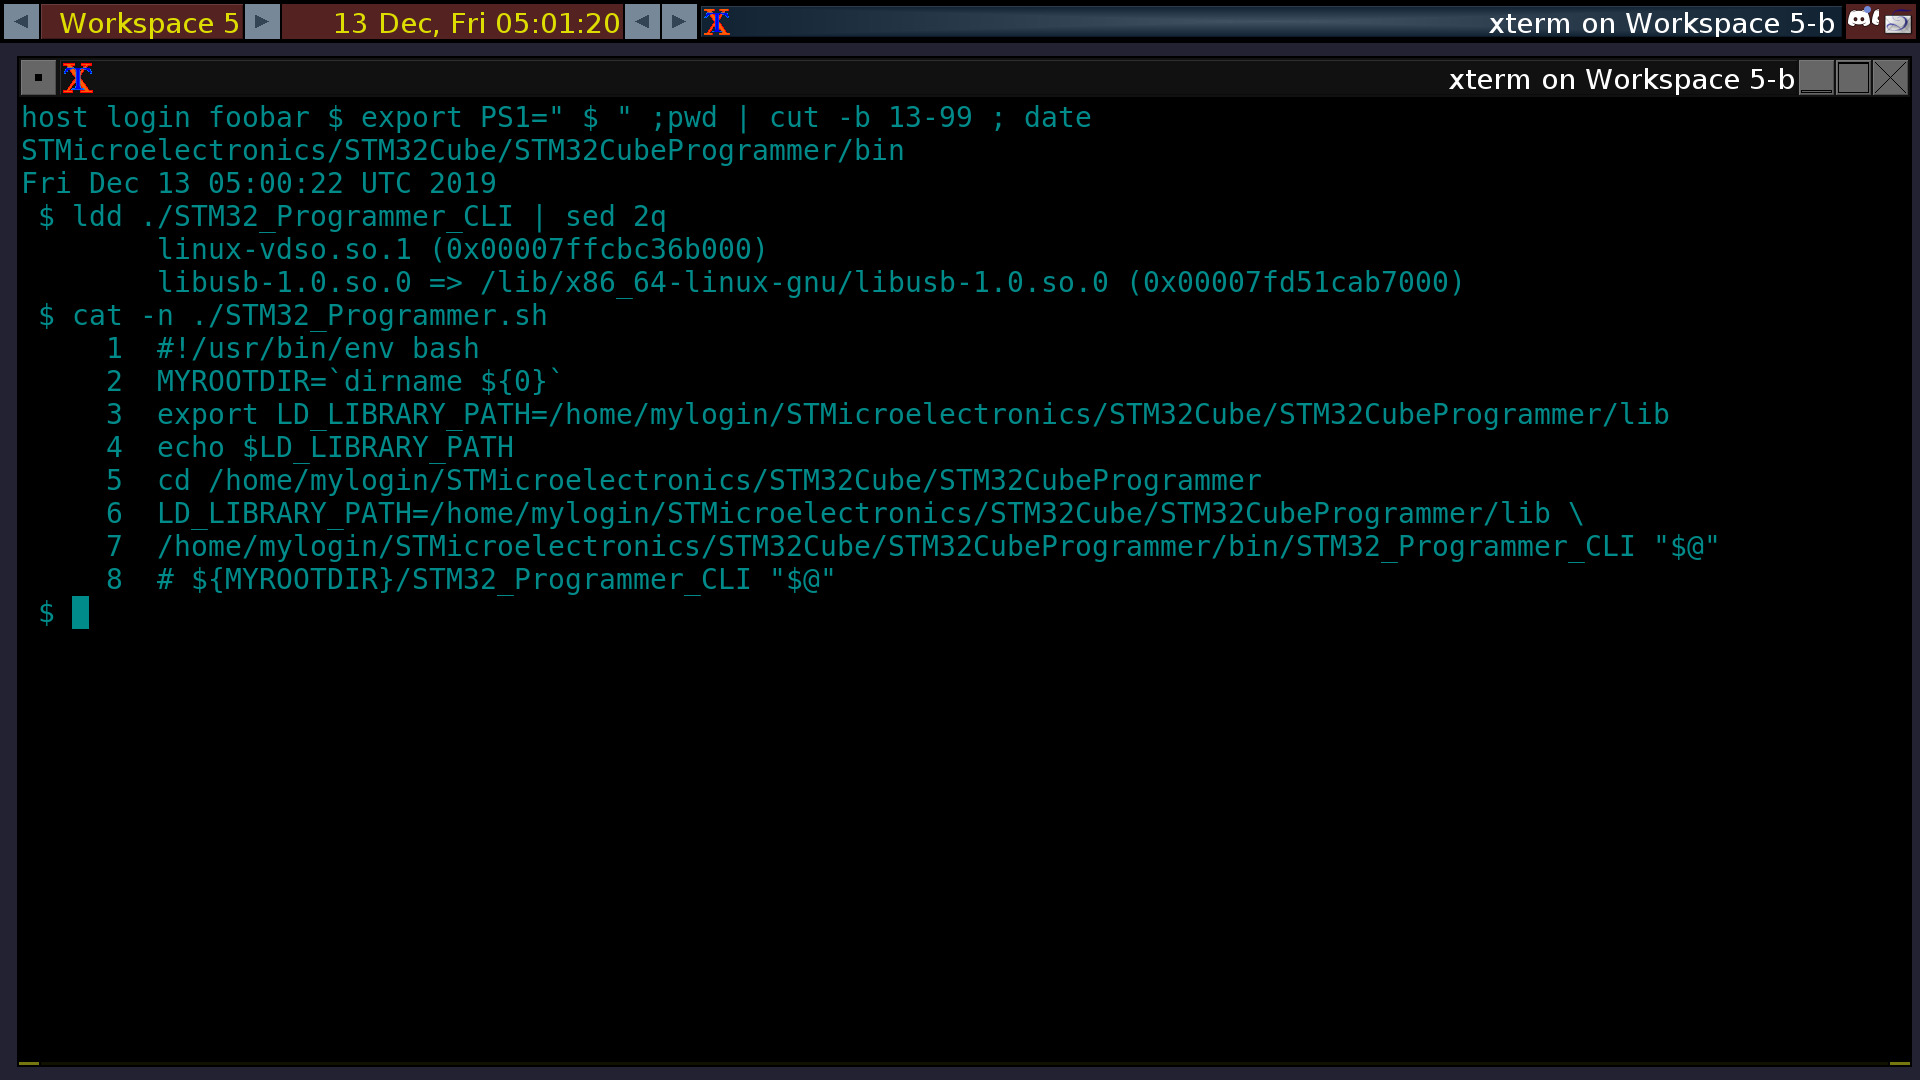 Workspace 5 13 Dec, Fri 05:01:20 xterm on Workspace 5-b
xterm on Workspace 5-b
host login foobar $ export PS1=" $ " ;pwd | cut -b 13-99 ; date
STMicroelectronics/STM32Cube/STM32CubeProgrammer/bin
Fri Dec 13 05:00:22 UTC 2019
 $ ldd ./STM32_Programmer_CLI | sed 2q
        linux-vdso.so.1 (0x00007ffcbc36b000)
        libusb-1.0.so.0 => /lib/x86_64-linux-gnu/libusb-1.0.so.0 (0x00007fd51cab7000)
 $ cat -n ./STM32_Programmer.sh
     1  #!/usr/bin/env bash
     2  MYROOTDIR=`dirname ${0}`
     3  export LD_LIBRARY_PATH=/home/mylogin/STMicroelectronics/STM32Cube/STM32CubeProgrammer/lib
     4  echo $LD_LIBRARY_PATH
     5  cd /home/mylogin/STMicroelectronics/STM32Cube/STM32CubeProgrammer
     6  LD_LIBRARY_PATH=/home/mylogin/STMicroelectronics/STM32Cube/STM32CubeProgrammer/lib \
     7  /home/mylogin/STMicroelectronics/STM32Cube/STM32CubeProgrammer/bin/STM32_Programmer_CLI "$@"
     8  # ${MYROOTDIR}/STM32_Programmer_CLI "$@"
 $